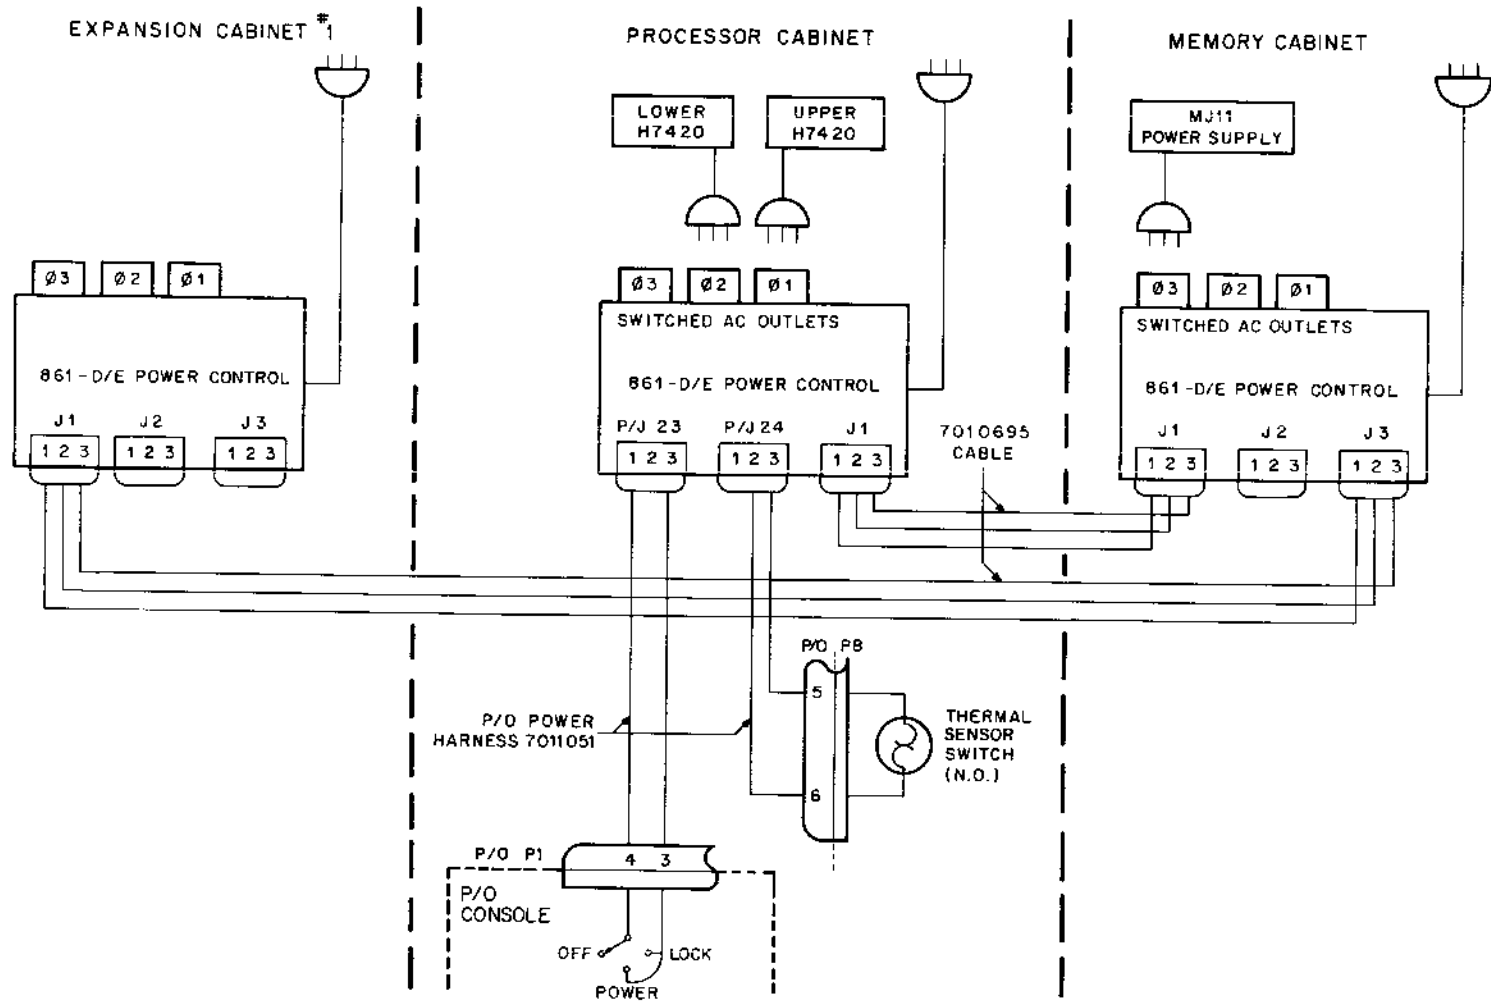 EXPANSION CABINET #1
PROCESSOR CABINET
MEMORY CABINET
LOWER
H7420
UPPER
H7420
MJ11
POWER SUPPLY
Ø3 Ø2 Ø1
861-D/E POWER CONTROL
J1 J2 J3
1 2 3 1 2 3 1 2 3
Ø3 Ø2 Ø1
SWITCHED AC OUTLETS
861-D/E POWER CONTROL
P/J 23 P/J 24 J1
1 2 3 1 2 3 1 2 3
7010695
CABLE
Ø3 Ø2 Ø1
SWITCHED AC OUTLETS
861-D/E POWER CONTROL
J1 J2 J3
1 2 3 1 2 3 1 2 3
P/O P8
5
6
THERMAL
SENSOR
SWITCH
(N.O.)
P/O POWER
HARNESS 7011051
P/O P1
4 3
P/O
CONSOLE
OFF
LOCK
POWER